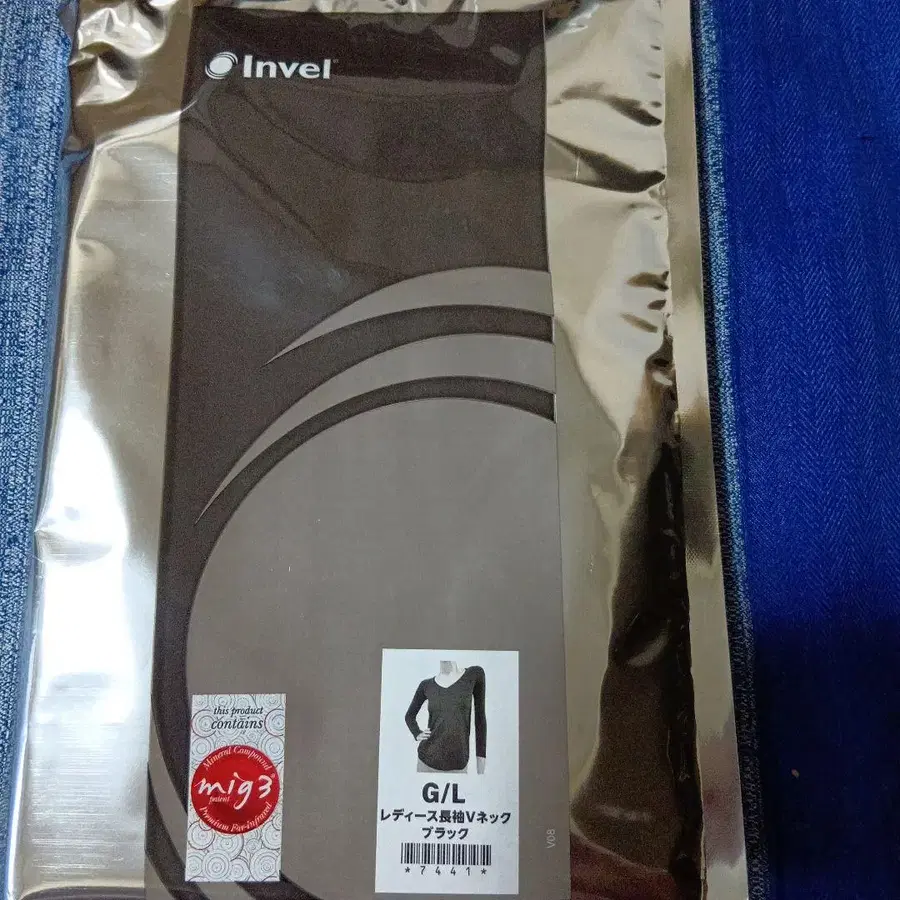 Invel®
this product
contains
Mineral Compound
mig3®
patent
Premium Far-Infrared
G/L
レディース長袖Vネック
ブラック
*7441*
V08